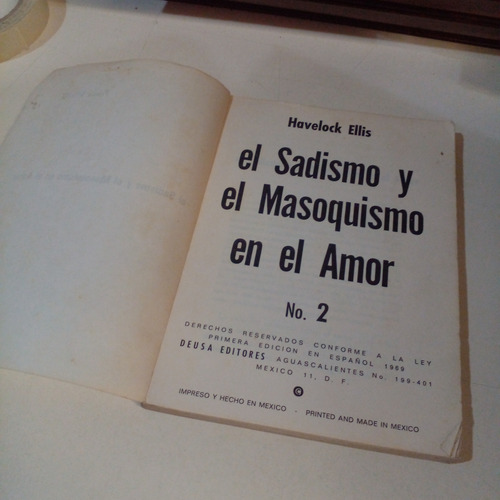 Havelock Ellis
el Sadismo y
el Masoquismo
en el Amor
No. 2
DERECHOS RESERVADOS CONFORME A LA LEY
PRIMERA EDICION EN ESPAÑOL 1969
DEUSA EDITORES AGUASCALIENTES No. 199-401
MEXICO 11, D. F.
©
IMPRESO Y HECHO EN MEXICO - PRINTED AND MADE IN MEXICO